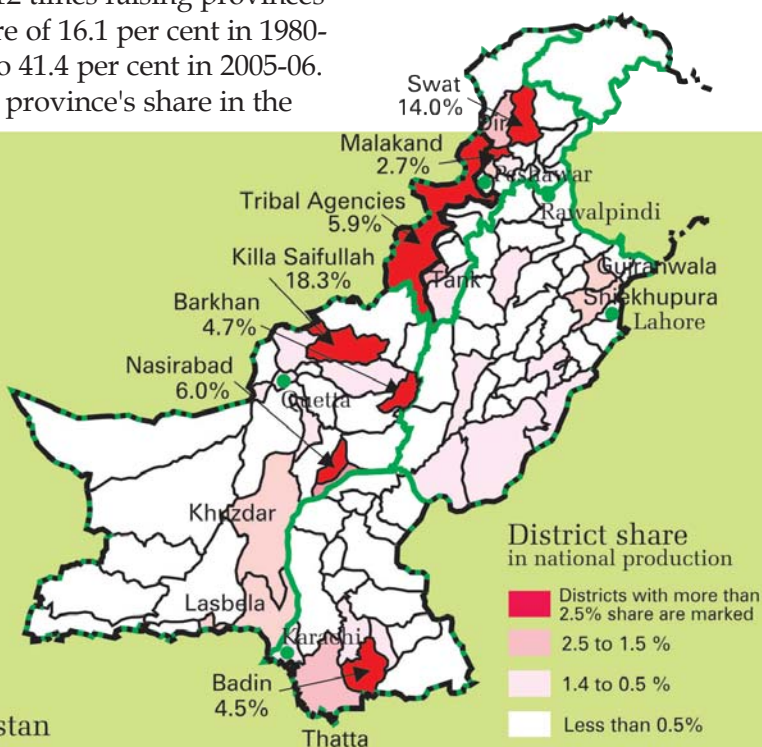 12 times raising provinces
re of 16.1 per cent in 1980-
o 41.4 per cent in 2005-06.
province's share in the
Swat
14.0%
Dir
Malakand
2.7%
Peshawar
Tribal Agencies
5.9%
Rawalpindi
Killa Saifullah
18.3%
Tank
Gujranwala
Shiekhupura
Lahore
Barkhan
4.7%
Nasirabad
6.0%
Quetta
Khuzdar
District share
in national production
Districts with more than
2.5% share are marked
2.5 to 1.5 %
1.4 to 0.5 %
Less than 0.5%
Lasbela
Karachi
Badin
4.5%
stan
Thatta